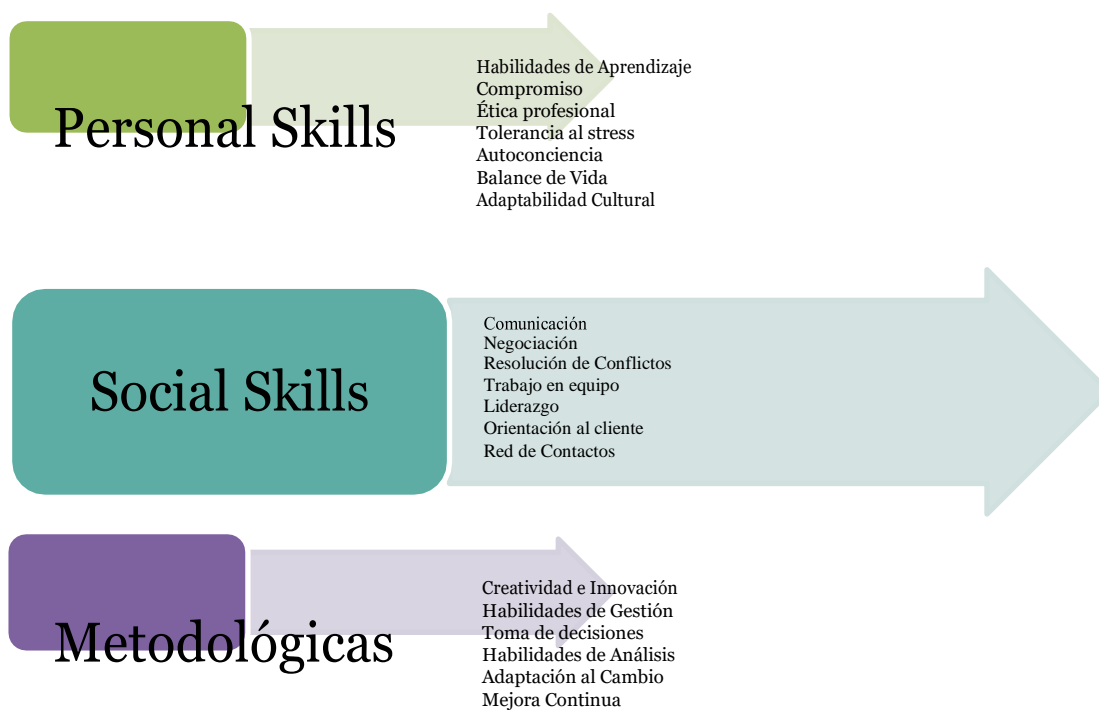 Personal Skills
Habilidades de Aprendizaje
Compromiso
Ética profesional
Tolerancia al stress
Autoconciencia
Balance de Vida
Adaptabilidad Cultural
Social Skills
Comunicación
Negociación
Resolución de Conflictos
Trabajo en equipo
Liderazgo
Orientación al cliente
Red de Contactos
Metodológicas
Creatividad e Innovación
Habilidades de Gestión
Toma de decisiones
Habilidades de Análisis
Adaptación al Cambio
Mejora Continua